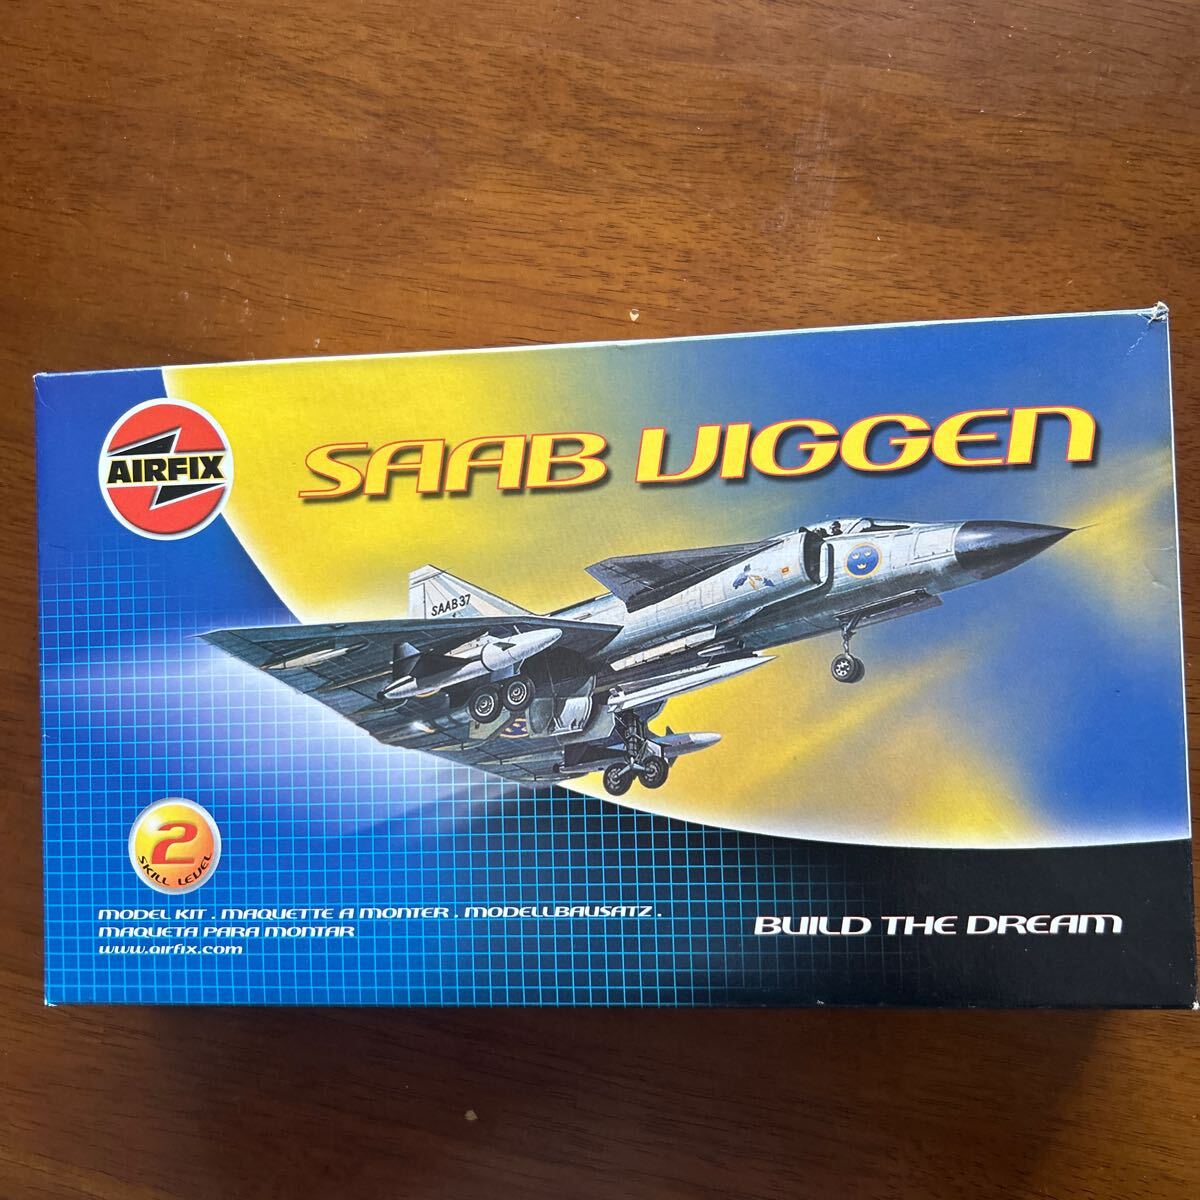 AIRFIX
SAAB VIGGEN
SAAB 37
2
SKILL LEVEL
MODEL KIT . MAQUETTE A MONTER . MODELLBAUSATZ .
MAQUETA PARA MONTAR
www.airfix.com
BUILD THE DREAM